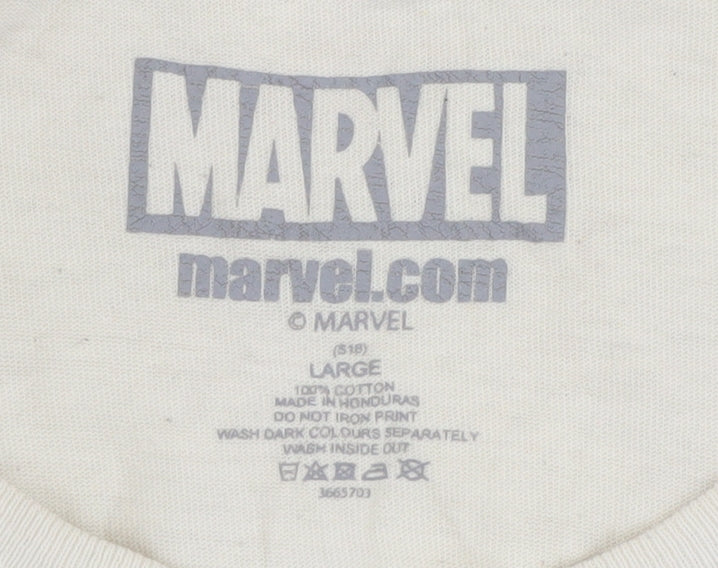 MARVEL
marvel.com
© MARVEL
(518)
LARGE
100% COTTON
MADE IN HONDURAS
DO NOT IRON PRINT
WASH DARK COLOURS SEPARATELY
WASH INSIDE OUT
3665703